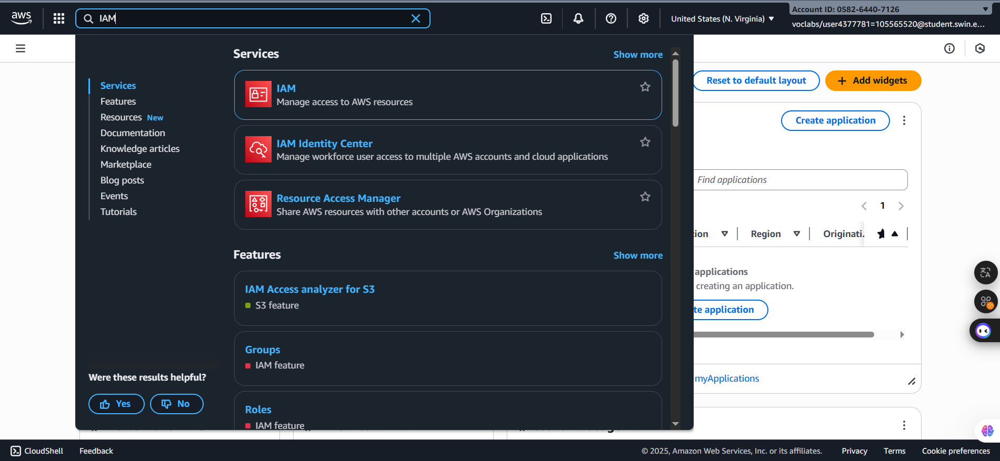 aws
IAM
United States (N. Virginia)
Account ID: 0582-6440-7126
voclabs/user4377781=105565520@student.swin.e...
Services
Features
Resources New
Documentation
Knowledge articles
Marketplace
Blog posts
Events
Tutorials
Were these results helpful?
Yes
No
Services
Show more
IAM
Manage access to AWS resources
IAM Identity Center
Manage workforce user access to multiple AWS accounts and cloud applications
Resource Access Manager
Share AWS resources with other accounts or AWS Organizations
Features
Show more
IAM Access analyzer for S3
S3 feature
Groups
IAM feature
Roles
IAM feature
Reset to default layout
Add widgets
Create application
Find applications
1
tion
Region
Originati.
applications
creating an application.
te application
myApplications
CloudShell
Feedback
© 2025, Amazon Web Services, Inc. or its affiliates.
Privacy
Terms
Cookie preferences